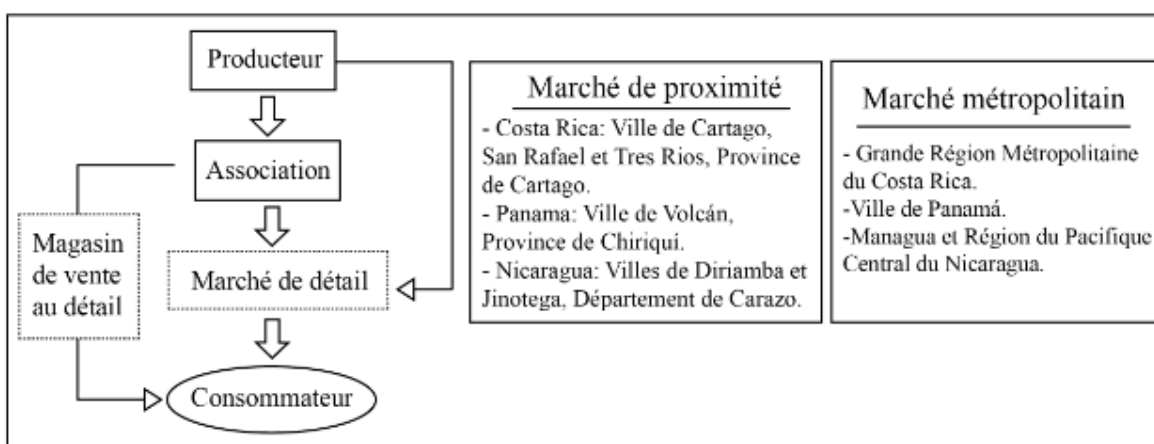 Producteur
Association
Magasin
de vente
au détail
Marché de détail
Consommateur
Marché de proximité
- Costa Rica: Ville de Cartago,
San Rafael et Tres Rios, Province
de Cartago.
- Panama: Ville de Volcán,
Province de Chiriquí.
- Nicaragua: Villes de Diriamba et
Jinotega, Département de Carazo.
Marché métropolitain
- Grande Région Métropolitaine
du Costa Rica.
-Ville de Panamá.
-Managua et Région du Pacifique
Central du Nicaragua.